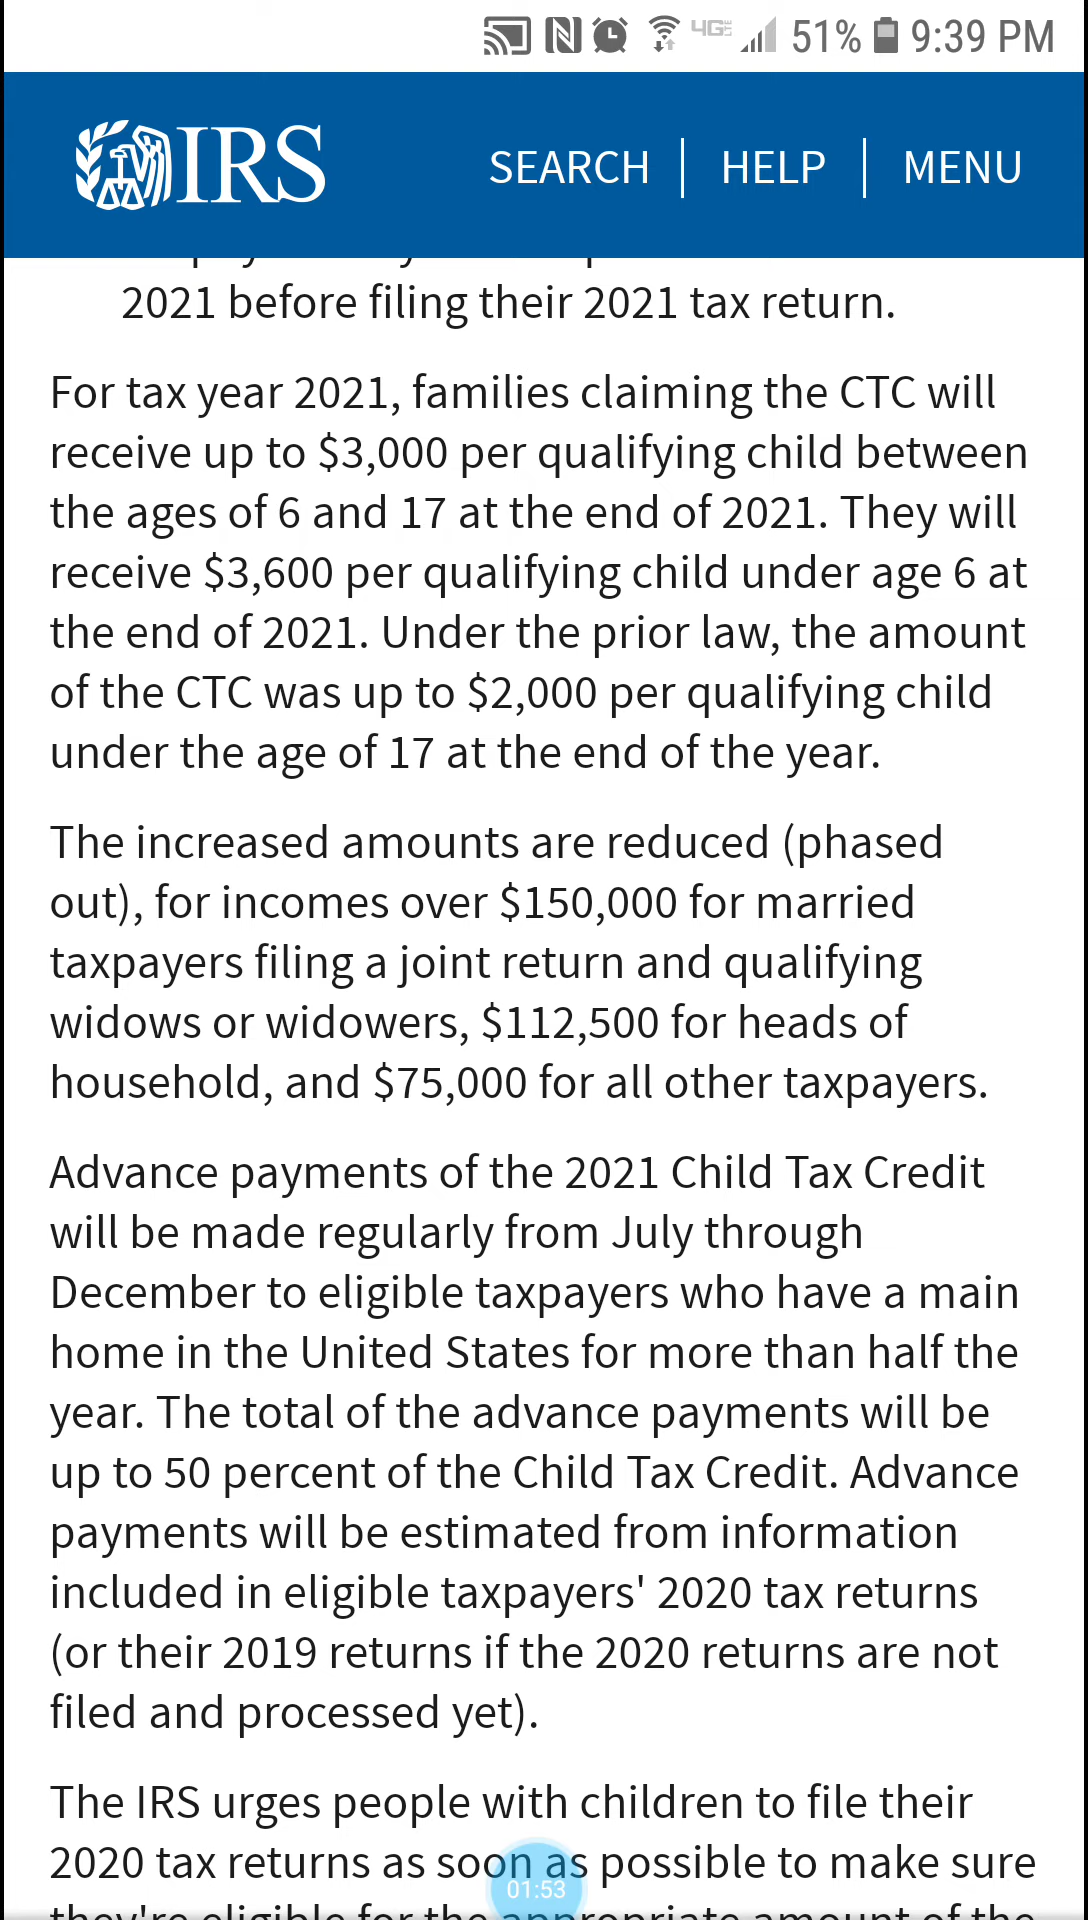 51% 9:39 PM
IRS SEARCH HELP MENU
2021 before filing their 2021 tax return.
For tax year 2021, families claiming the CTC will
receive up to $3,000 per qualifying child between
the ages of 6 and 17 at the end of 2021. They will
receive $3,600 per qualifying child under age 6 at
the end of 2021. Under the prior law, the amount
of the CTC was up to $2,000 per qualifying child
under the age of 17 at the end of the year.
The increased amounts are reduced (phased
out), for incomes over $150,000 for married
taxpayers filing a joint return and qualifying
widows or widowers, $112,500 for heads of
household, and $75,000 for all other taxpayers.
Advance payments of the 2021 Child Tax Credit
will be made regularly from July through
December to eligible taxpayers who have a main
home in the United States for more than half the
year. The total of the advance payments will be
up to 50 percent of the Child Tax Credit. Advance
payments will be estimated from information
included in eligible taxpayers' 2020 tax returns
(or their 2019 returns if the 2020 returns are not
filed and processed yet).
The IRS urges people with children to file their
2020 tax returns as soon as possible to make sure
01:53
they're eligible for the appropriate amount of the